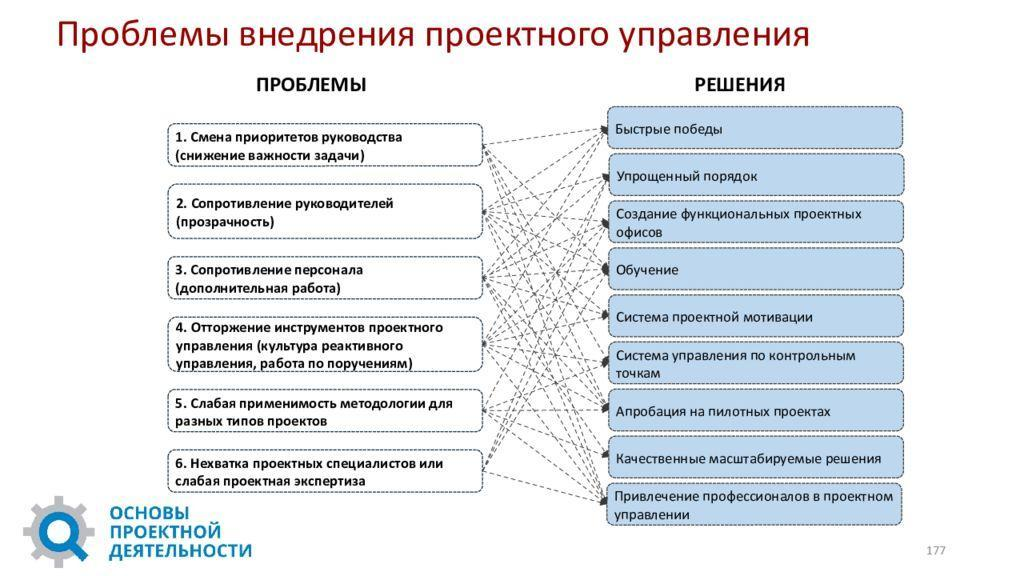 Проблемы внедрения проектного управления
ПРОБЛЕМЫ
1. Смена приоритетов руководства
(снижение важности задачи)
2. Сопротивление руководителей
(прозрачность)
3. Сопротивление персонала
(дополнительная работа)
4. Отторжение инструментов проектного
управления (культура реактивного
управления, работа по поручениям)
5. Слабая применимость методологии для
разных типов проектов
6. Нехватка проектных специалистов или
слабая проектная экспертиза
РЕШЕНИЯ
Быстрые победы
Упрощенный порядок
Создание функциональных проектных
офисов
Обучение
Система проектной мотивации
Система управления по контрольным
точкам
Апробация на пилотных проектах
Качественные масштабируемые решения
Привлечение профессионалов в проектном
управлении
ОСНОВЫ
ПРОЕКТНОЙ
ДЕЯТЕЛЬНОСТИ
177